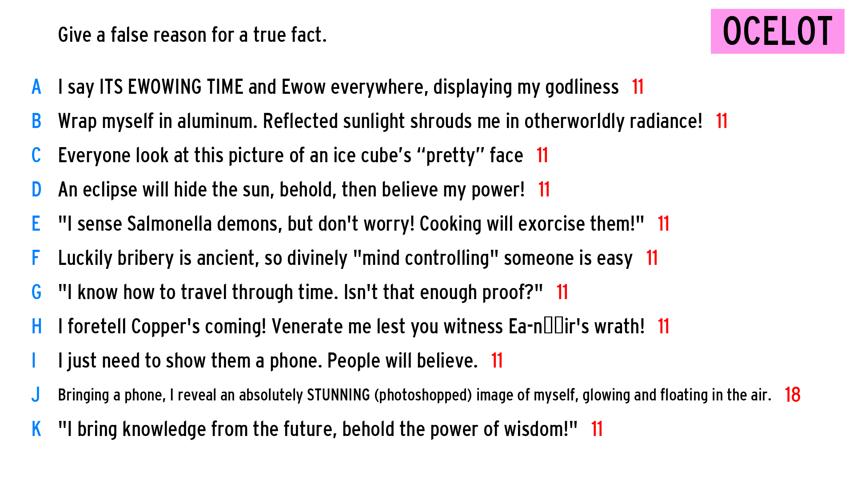 Give a false reason for a true fact.
OCELOT
A I say ITS EWOWING TIME and Ewow everywhere, displaying my godliness 11
B Wrap myself in aluminum. Reflected sunlight shrouds me in otherworldly radiance! 11
C Everyone look at this picture of an ice cube's “pretty” face 11
D An eclipse will hide the sun, behold, then believe my power! 11
E "I sense Salmonella demons, but don't worry! Cooking will exorcise them!" 11
F Luckily bribery is ancient, so divinely "mind controlling" someone is easy 11
G "I know how to travel through time. Isn't that enough proof?" 11
H I foretell Copper's coming! Venerate me lest you witness Ea-n▯▯ir's wrath! 11
I I just need to show them a phone. People will believe. 11
J Bringing a phone, I reveal an absolutely STUNNING (photoshopped) image of myself, glowing and floating in the air. 18
K "I bring knowledge from the future, behold the power of wisdom!" 11